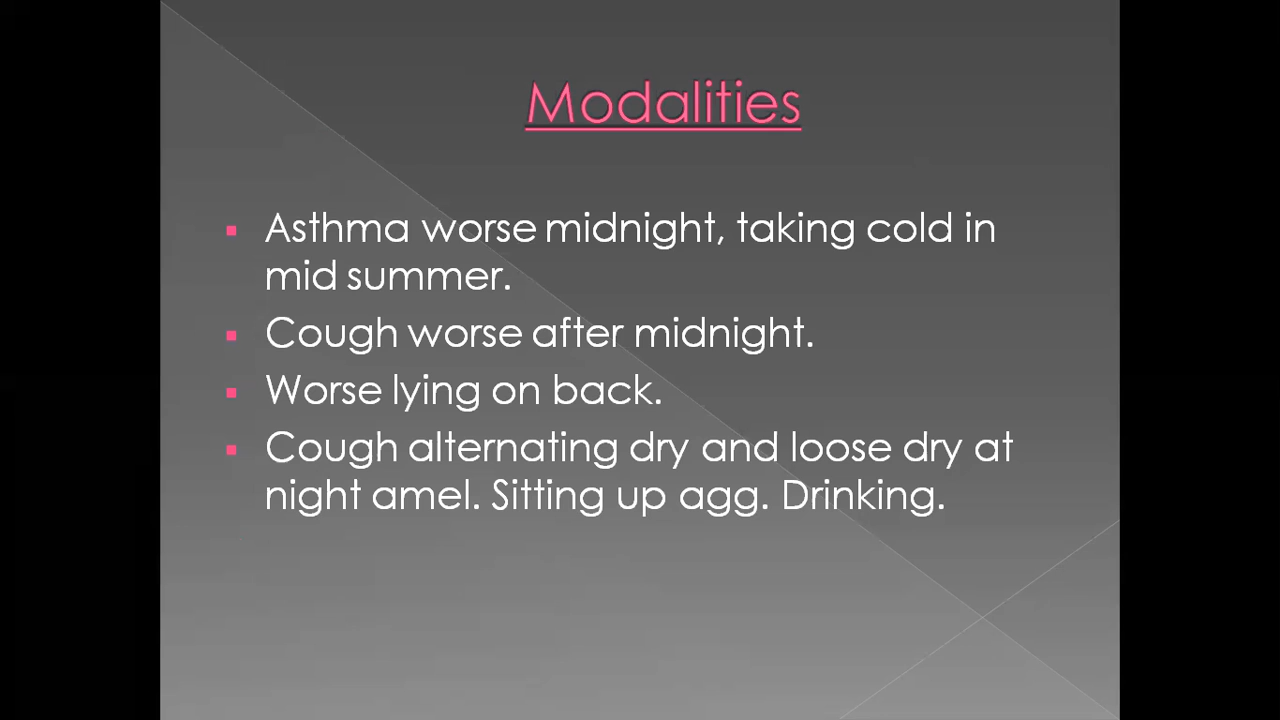 Modalities
Asthma worse midnight, taking cold in
mid summer.
Cough worse after midnight.
Worse lying on back.
Cough alternating dry and loose dry at
night amel. Sitting up agg. Drinking.